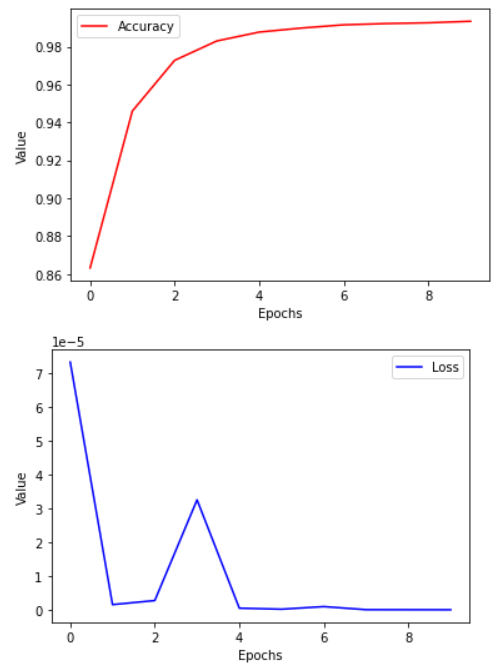 Accuracy
0.98
0.96
0.94
0.92
0.90
0.88
0.86
Value
0 2 4 6 8
Epochs
1e−5
Loss
7
6
5
4
3
2
1
0
Value
0 2 4 6 8
Epochs